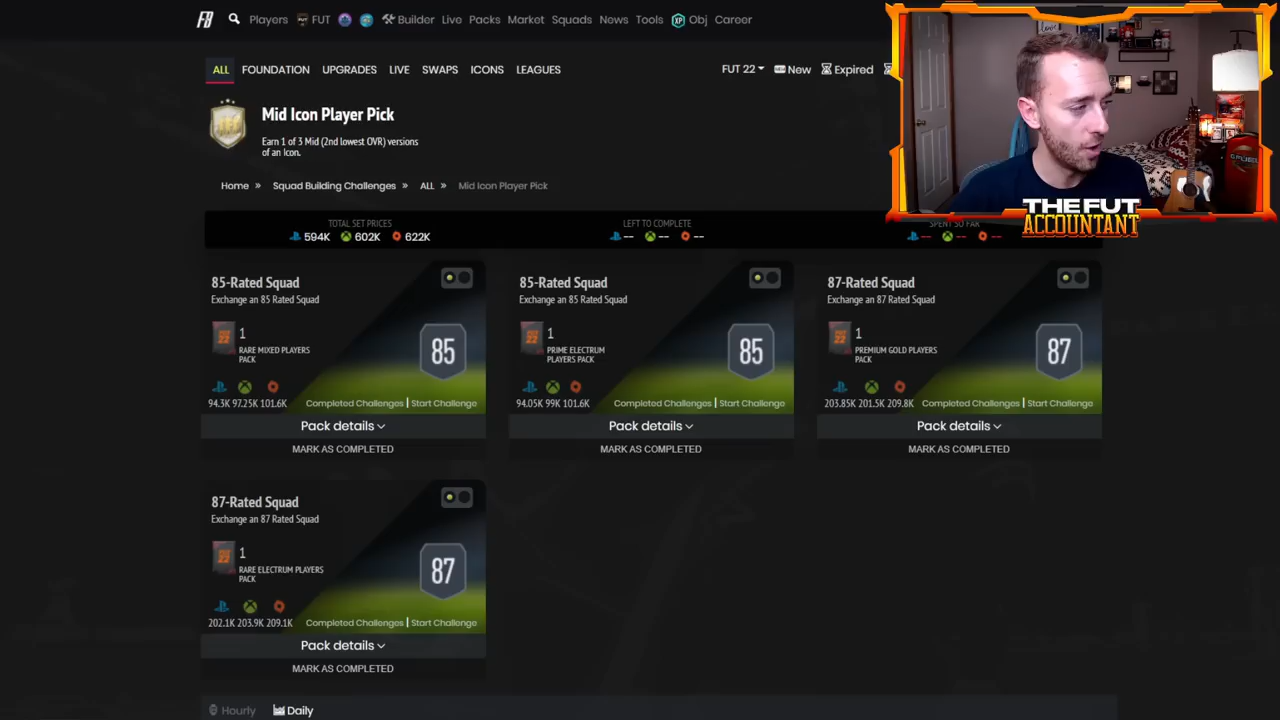 FB Players FUT Builder Live Packs Market Squads News Tools XP Obj Career
ALL FOUNDATION UPGRADES LIVE SWAPS ICONS LEAGUES FUT 22 New Expired
Mid Icon Player Pick
Earn 1 of 3 Mid (2nd lowest OVR) versions
of an Icon.
Home » Squad Building Challenges » ALL » Mid Icon Player Pick
THE FUT
ACCOUNTANT
TOTAL SET PRICES LEFT TO COMPLETE SPENT SO FAR
594K 602K 622K -- -- -- -- -- --
85-Rated Squad
Exchange an 85 Rated Squad
1
RARE MIXED PLAYERS
PACK
85
94.3K 97.25K 101.6K Completed Challenges | Start Challenge
Pack details
MARK AS COMPLETED
85-Rated Squad
Exchange an 85 Rated Squad
1
PRIME ELECTRUM
PLAYERS PACK
85
94.05K 99K 101.6K Completed Challenges | Start Challenge
Pack details
MARK AS COMPLETED
87-Rated Squad
Exchange an 87 Rated Squad
1
PREMIUM GOLD PLAYERS
PACK
87
203.85K 201.5K 209.8K Completed Challenges | Start Challenge
Pack details
MARK AS COMPLETED
87-Rated Squad
Exchange an 87 Rated Squad
1
RARE ELECTRUM PLAYERS
PACK
87
202.1K 203.9K 209.1K Completed Challenges | Start Challenge
Pack details
MARK AS COMPLETED
Hourly Daily